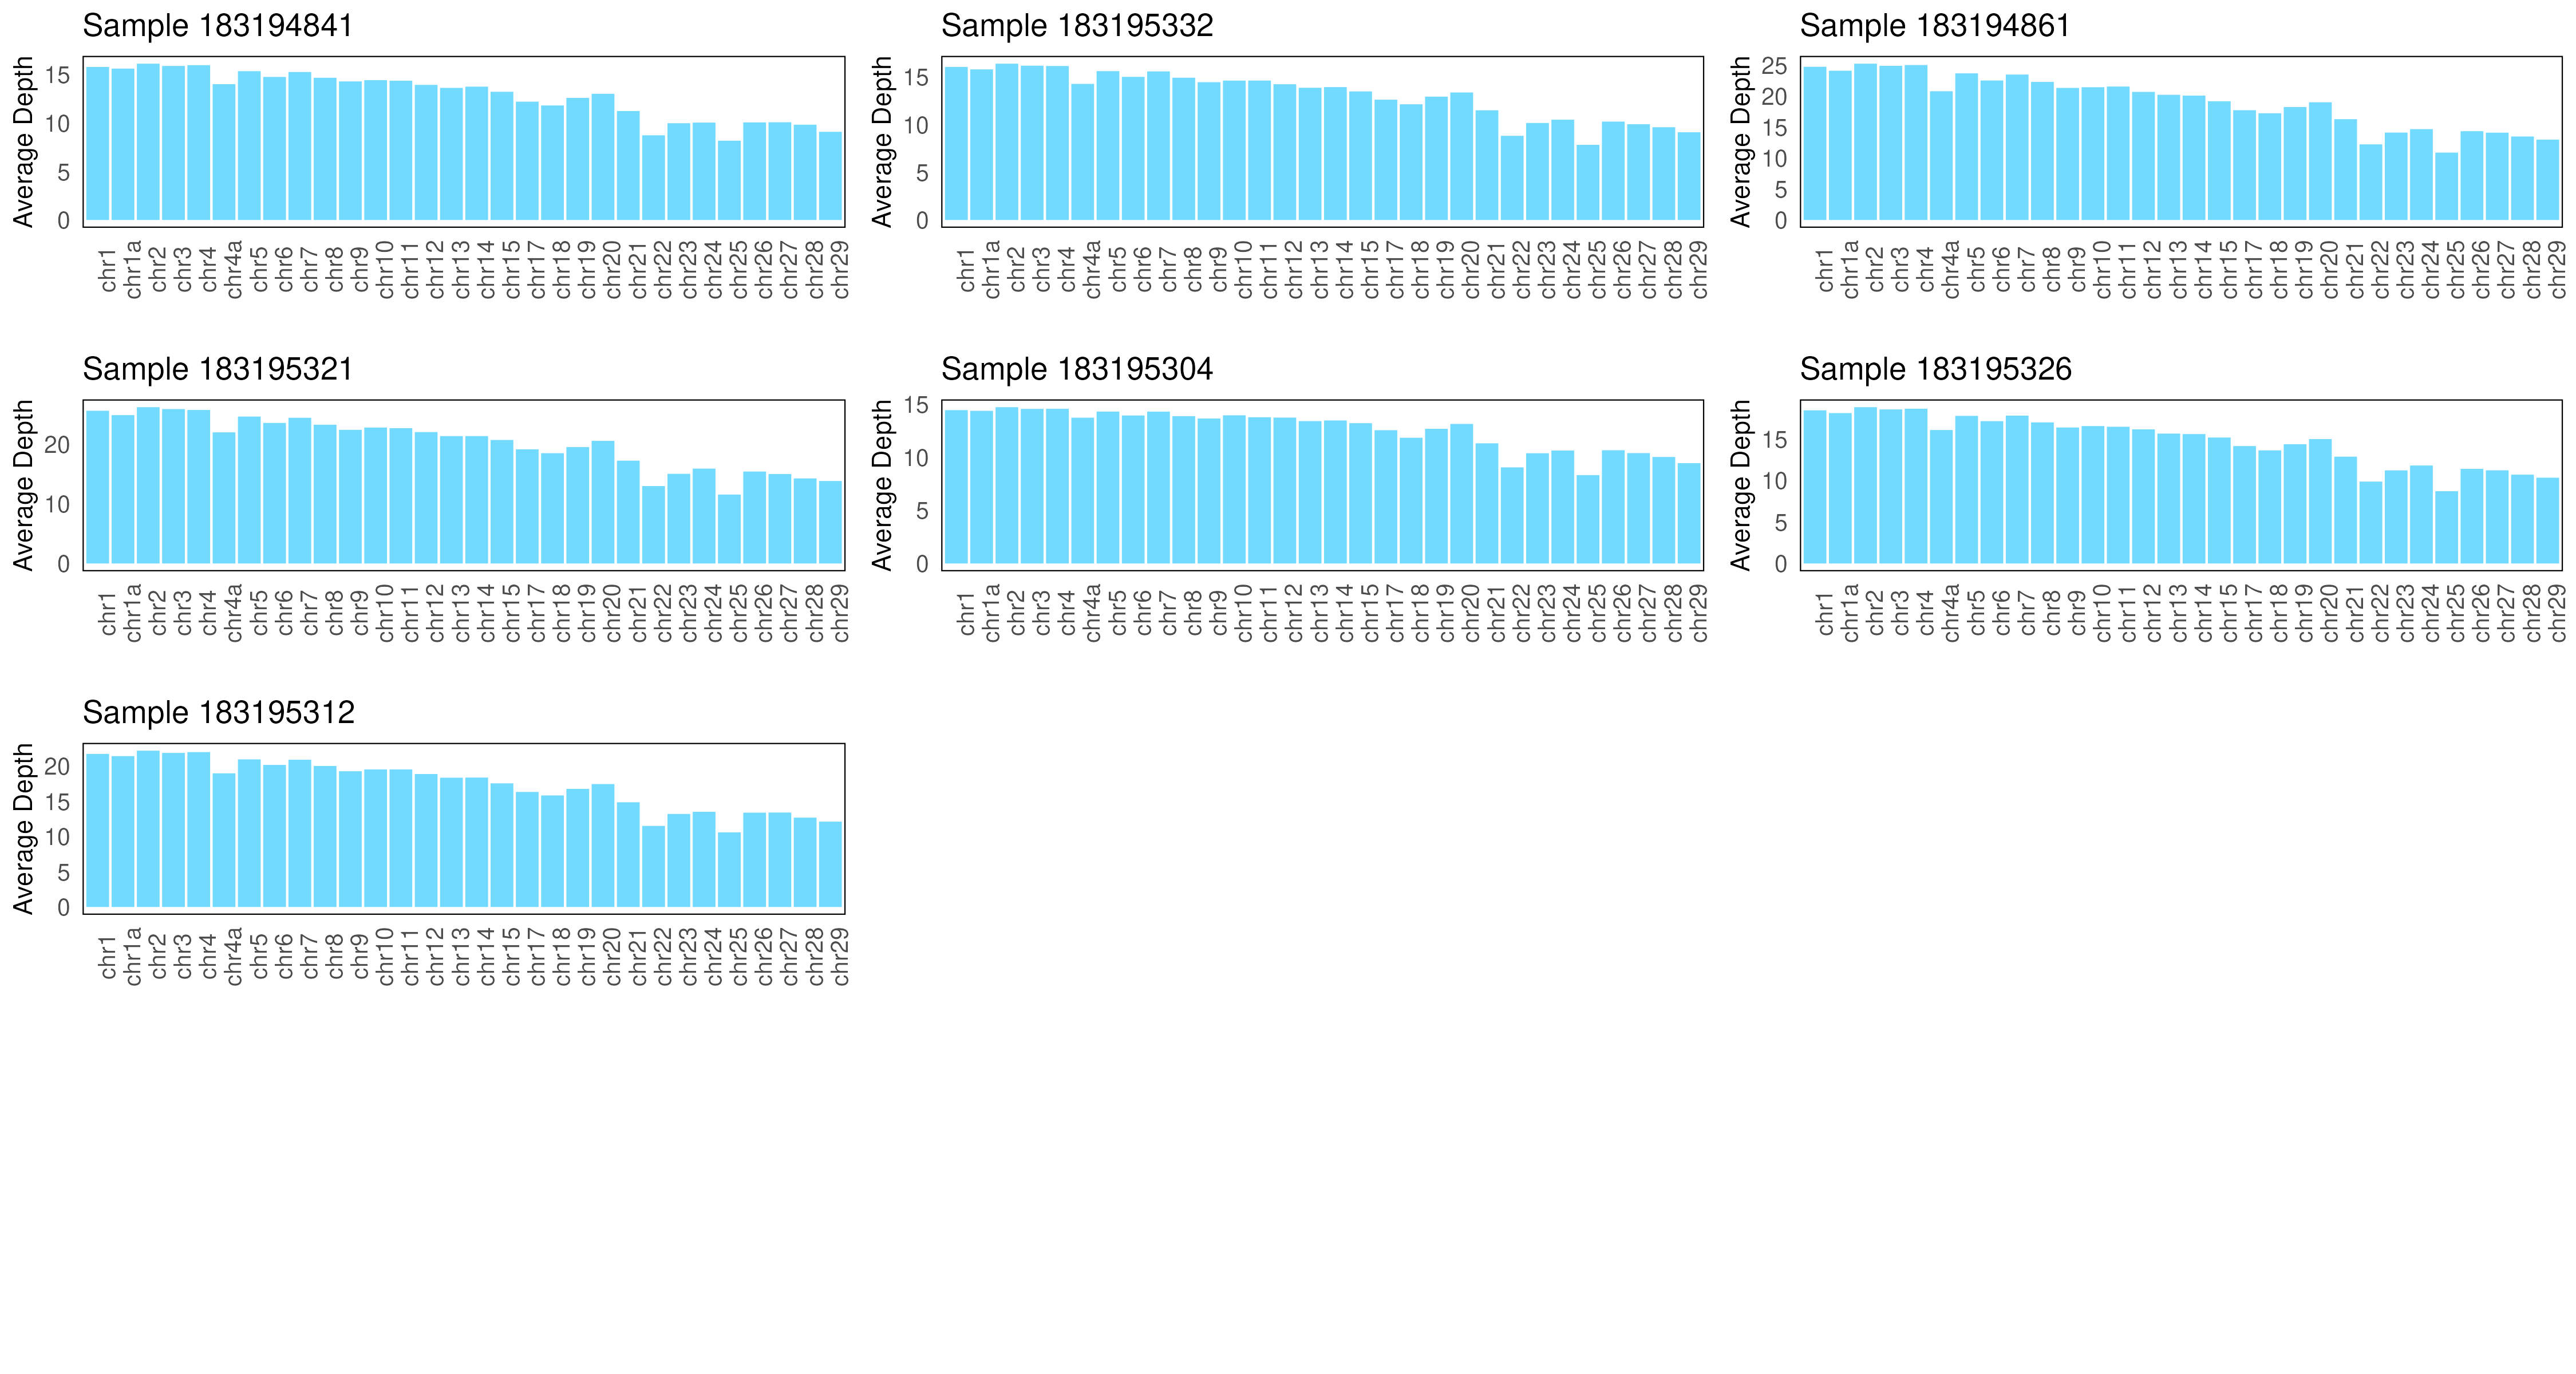 Sample 183194841
Average Depth
15
10
5
0
chr1 chr1a chr2 chr3 chr4 chr4a chr5 chr6 chr7 chr8 chr9 chr10 chr11 chr12 chr13 chr14 chr15 chr17 chr18 chr19 chr20 chr21 chr22 chr23 chr24 chr25 chr26 chr27 chr28 chr29
Sample 183195332
Average Depth
15
10
5
0
chr1 chr1a chr2 chr3 chr4 chr4a chr5 chr6 chr7 chr8 chr9 chr10 chr11 chr12 chr13 chr14 chr15 chr17 chr18 chr19 chr20 chr21 chr22 chr23 chr24 chr25 chr26 chr27 chr28 chr29
Sample 183194861
Average Depth
25
20
15
10
5
0
chr1 chr1a chr2 chr3 chr4 chr4a chr5 chr6 chr7 chr8 chr9 chr10 chr11 chr12 chr13 chr14 chr15 chr17 chr18 chr19 chr20 chr21 chr22 chr23 chr24 chr25 chr26 chr27 chr28 chr29
Sample 183195321
Average Depth
20
10
0
chr1 chr1a chr2 chr3 chr4 chr4a chr5 chr6 chr7 chr8 chr9 chr10 chr11 chr12 chr13 chr14 chr15 chr17 chr18 chr19 chr20 chr21 chr22 chr23 chr24 chr25 chr26 chr27 chr28 chr29
Sample 183195304
Average Depth
15
10
5
0
chr1 chr1a chr2 chr3 chr4 chr4a chr5 chr6 chr7 chr8 chr9 chr10 chr11 chr12 chr13 chr14 chr15 chr17 chr18 chr19 chr20 chr21 chr22 chr23 chr24 chr25 chr26 chr27 chr28 chr29
Sample 183195326
Average Depth
15
10
5
0
chr1 chr1a chr2 chr3 chr4 chr4a chr5 chr6 chr7 chr8 chr9 chr10 chr11 chr12 chr13 chr14 chr15 chr17 chr18 chr19 chr20 chr21 chr22 chr23 chr24 chr25 chr26 chr27 chr28 chr29
Sample 183195312
Average Depth
20
15
10
5
0
chr1 chr1a chr2 chr3 chr4 chr4a chr5 chr6 chr7 chr8 chr9 chr10 chr11 chr12 chr13 chr14 chr15 chr17 chr18 chr19 chr20 chr21 chr22 chr23 chr24 chr25 chr26 chr27 chr28 chr29